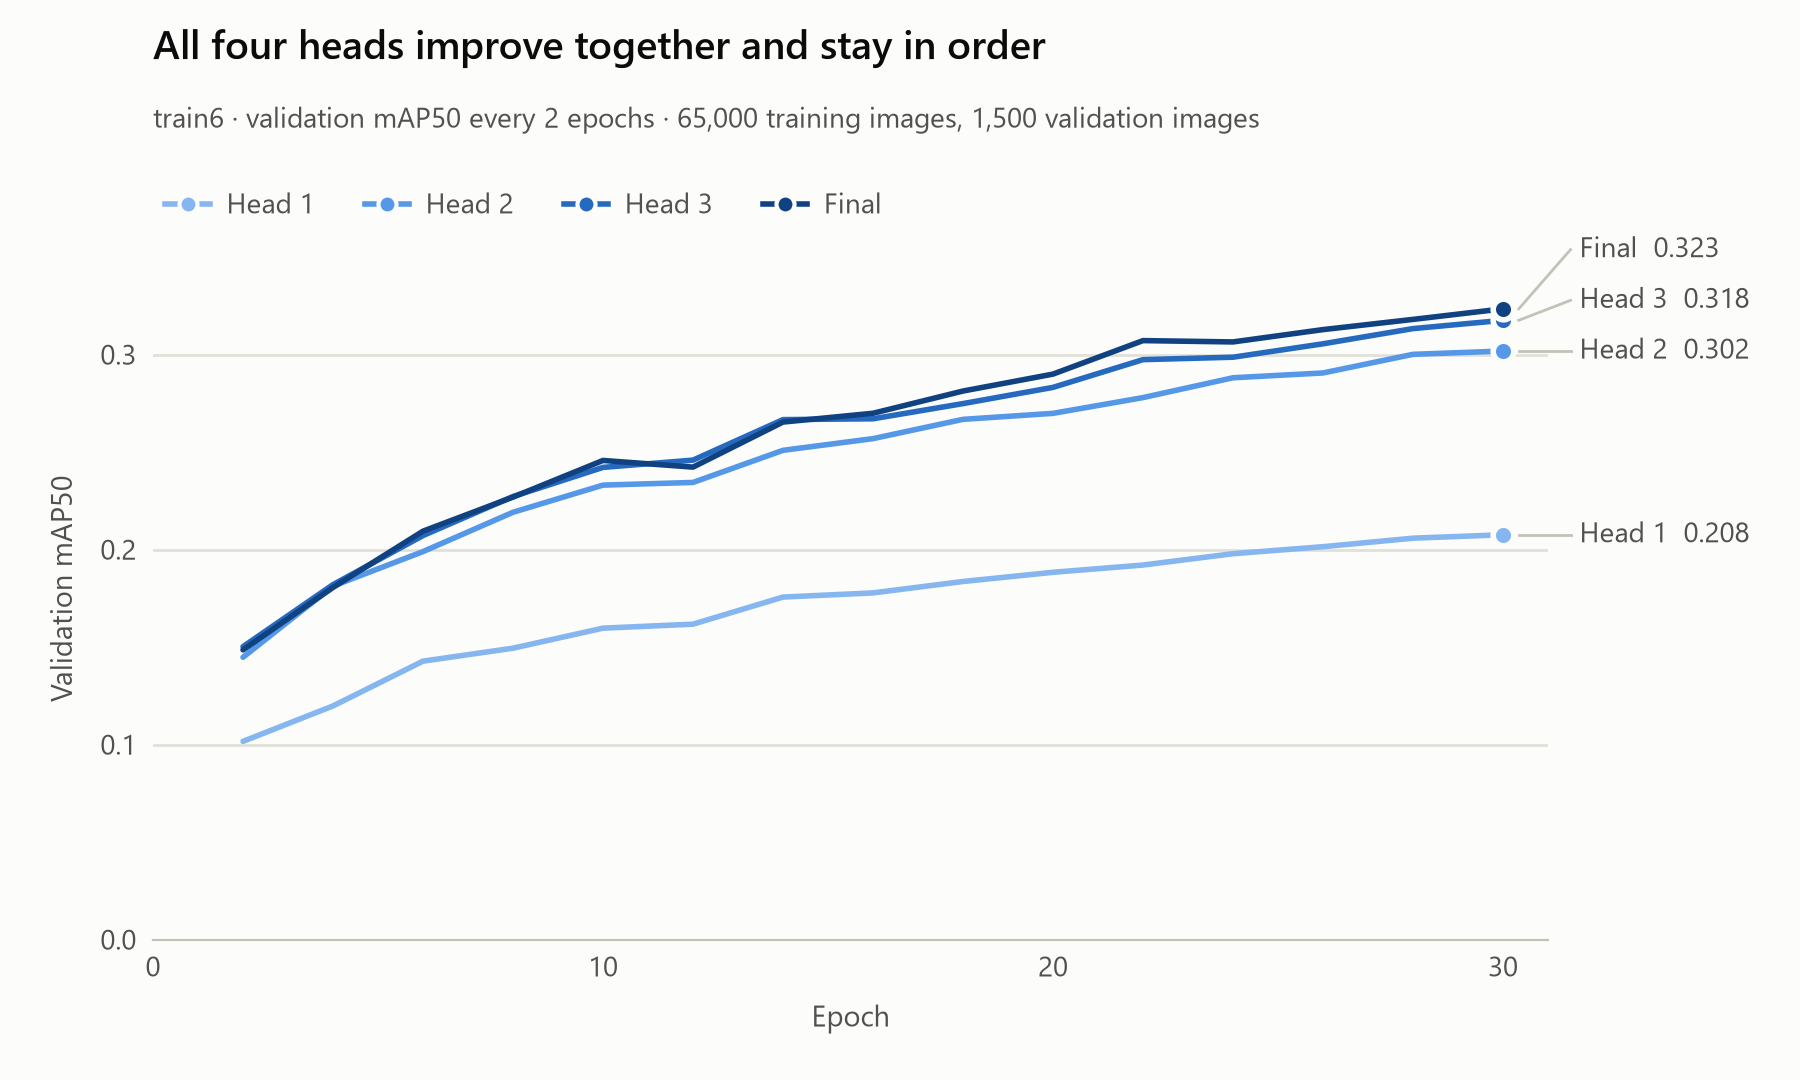 All four heads improve together and stay in order
train6 · validation mAP50 every 2 epochs · 65,000 training images, 1,500 validation images
Head 1 Head 2 Head 3 Final
Final 0.323
Head 3 0.318
Head 2 0.302
Head 1 0.208
Validation mAP50
0.3
0.2
0.1
0.0
0 10 20 30
Epoch